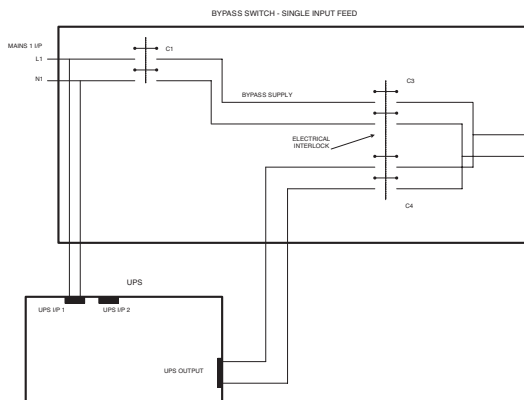 BYPASS SWITCH - SINGLE INPUT FEED
MAINS 1 I/P
C1
L1
N1
C3
BYPASS SUPPLY
ELECTRICAL
INTERLOCK
C4
UPS
UPS I/P 1
UPS I/P 2
UPS OUTPUT